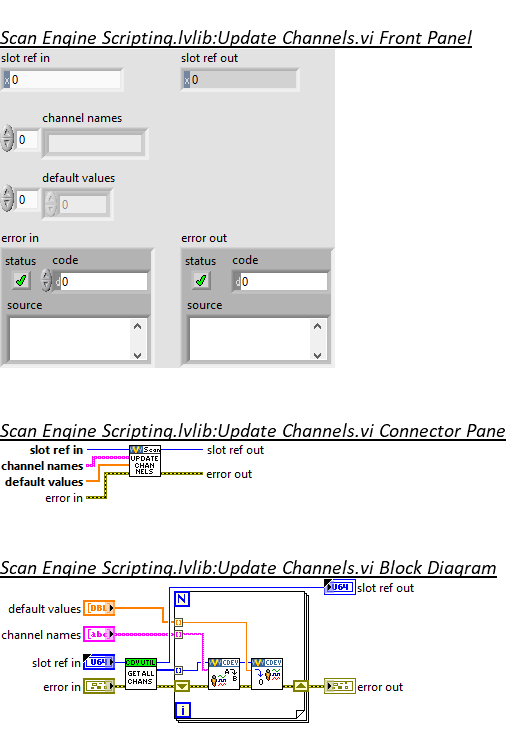 Scan Engine Scripting.lvlib:Update Channels.vi Front Panel
slot ref in
slot ref out
x 0
x 0
channel names
0
default values
0
0
error in
error out
status code
status code
d 0
d 0
source
source
Scan Engine Scripting.lvlib:Update Channels.vi Connector Pane
slot ref in
Scan
slot ref out
channel names
UPDATE
CHAN
NELS
default values
error out
error in
Scan Engine Scripting.lvlib:Update Channels.vi Block Diagram
U64
slot ref out
N
default values
DBL
channel names
abc
slot ref in
U64
CDV UTIL
GET ALL
CHANS
CDEV
A
B
CDEV
0
error in
error out
i